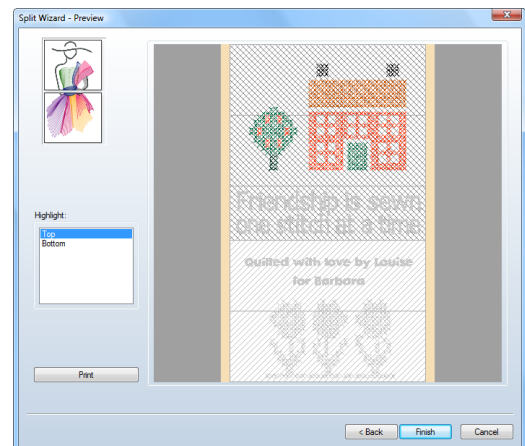 Split Wizard - Preview
Friendship is sewn
one stitch at a time
Quilted with love by Louise
for Barbara
Highlight:
Top
Bottom
Print
< Back
Finish
Cancel